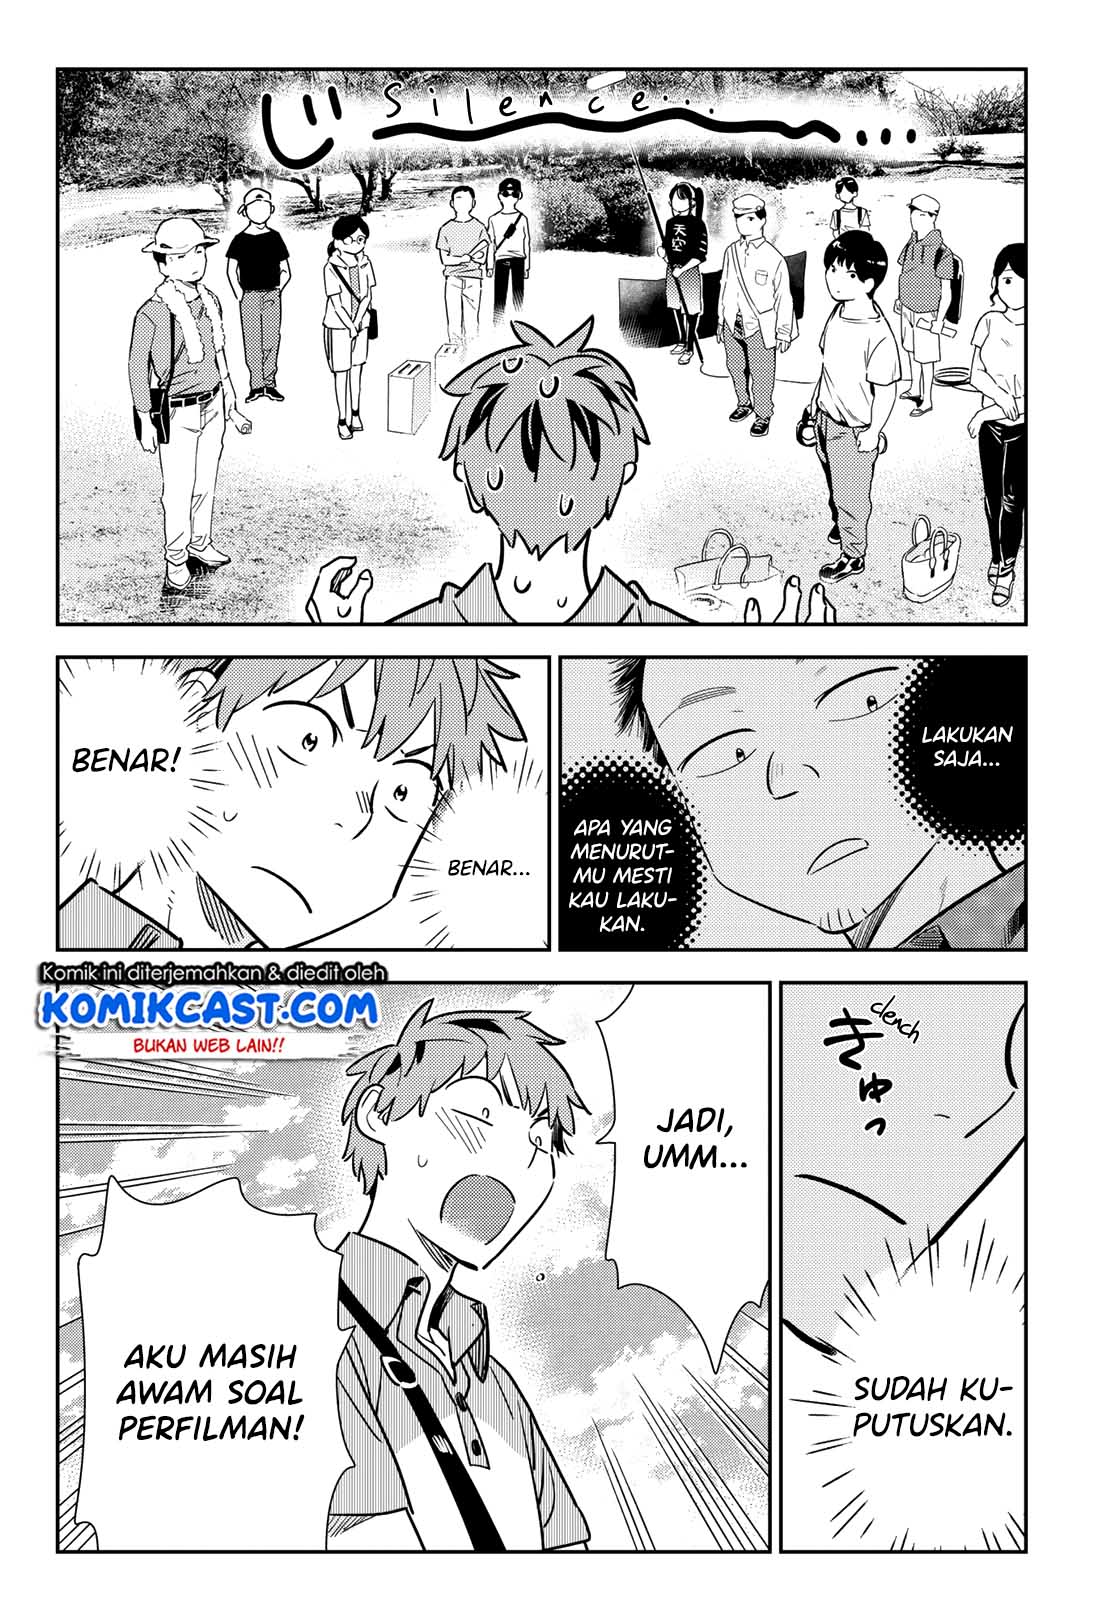 じ
Silence...
天
空
LAKUKAN
SAJA...
APA YANG
MENURUT-
MU MESTI
KAU LAKU-
KAN.
BENAR...
BENAR!
Komik ini diterjemahkan & diedit oleh
KOMIKCAST.COM
BUKAN WEB LAIN!!
clench
きゅっ
SUDAH KU-
PUTUSKAN.
JADI,
UMM...
AKU MASIH
AWAM SOAL
PERFILMAN!